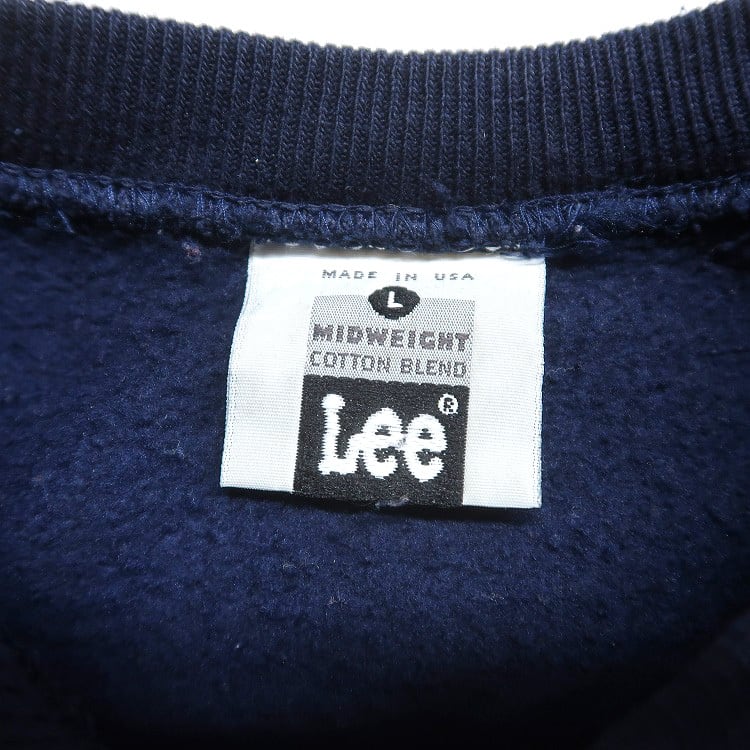 MADE IN USA
L
MIDWEIGHT
COTTON BLEND
Lee®